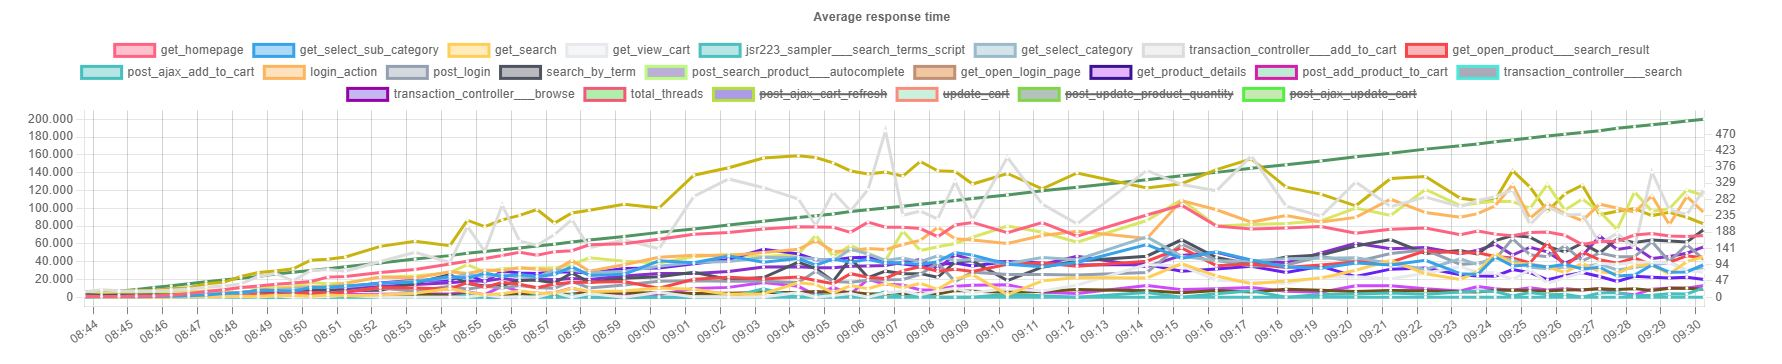 Average response time
get_homepage get_select_sub_category get_search get_view_cart jsr223_sampler___search_terms_script get_select_category transaction_controller___add_to_cart get_open_product___search_result
post_ajax_add_to_cart login_action post_login search_by_term post_search_product___autocomplete get_open_login_page get_product_details post_add_product_to_cart transaction_controller___search
transaction_controller___browse total_threads post_ajax_cart_refresh update_cart post_update_product_quantity post_ajax_update_cart
200.000
180.000 470
160.000 423
140.000 376
120.000 329
100.000 282
80.000 235
60.000 188
40.000 141
20.000 94
0 47
0
08:44 08:45 08:46 08:47 08:48 08:49 08:50 08:51 08:52 08:53 08:54 08:55 08:56 08:57 08:58 08:59 09:00 09:01 09:02 09:03 09:04 09:05 09:06 09:07 09:08 09:09 09:10 09:11 09:12 09:13 09:14 09:15 09:16 09:17 09:18 09:19 09:20 09:21 09:22 09:23 09:24 09:25 09:26 09:27 09:28 09:29 09:30